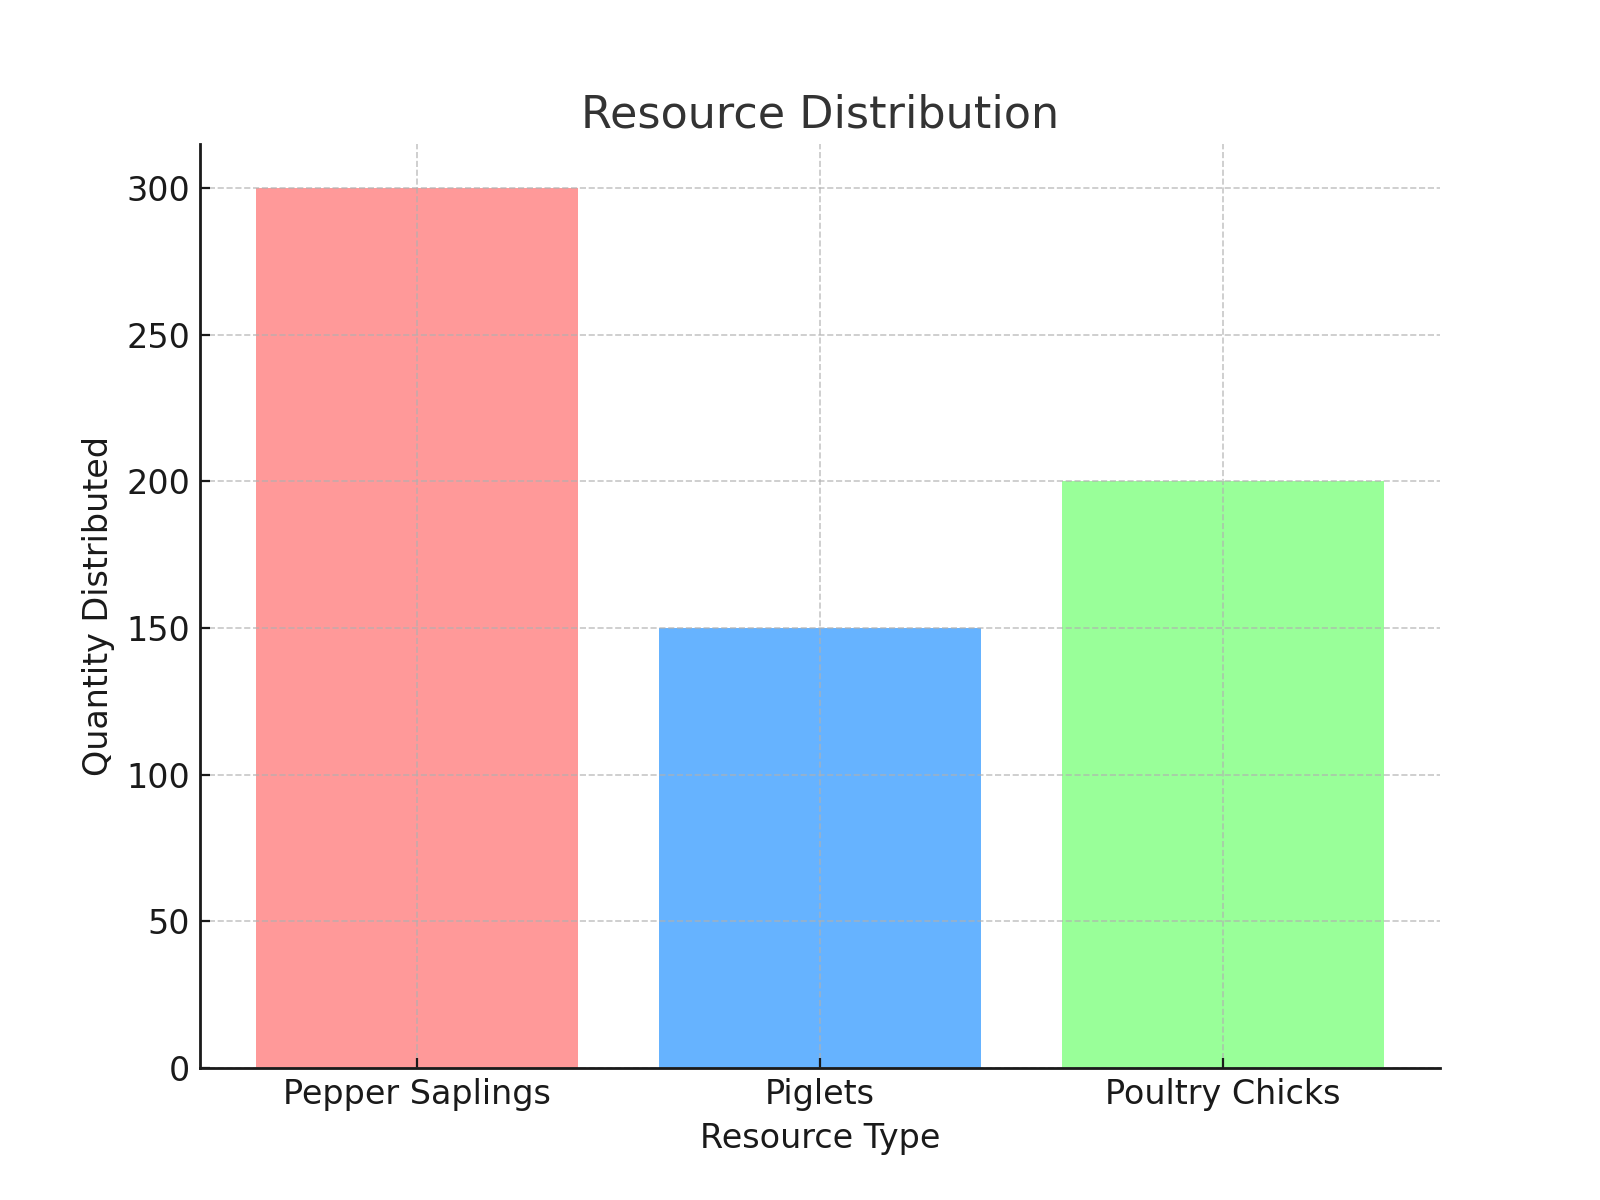 Resource Distribution
300
250
200
150
100
50
0
Quantity Distributed
Pepper Saplings
Piglets
Poultry Chicks
Resource Type